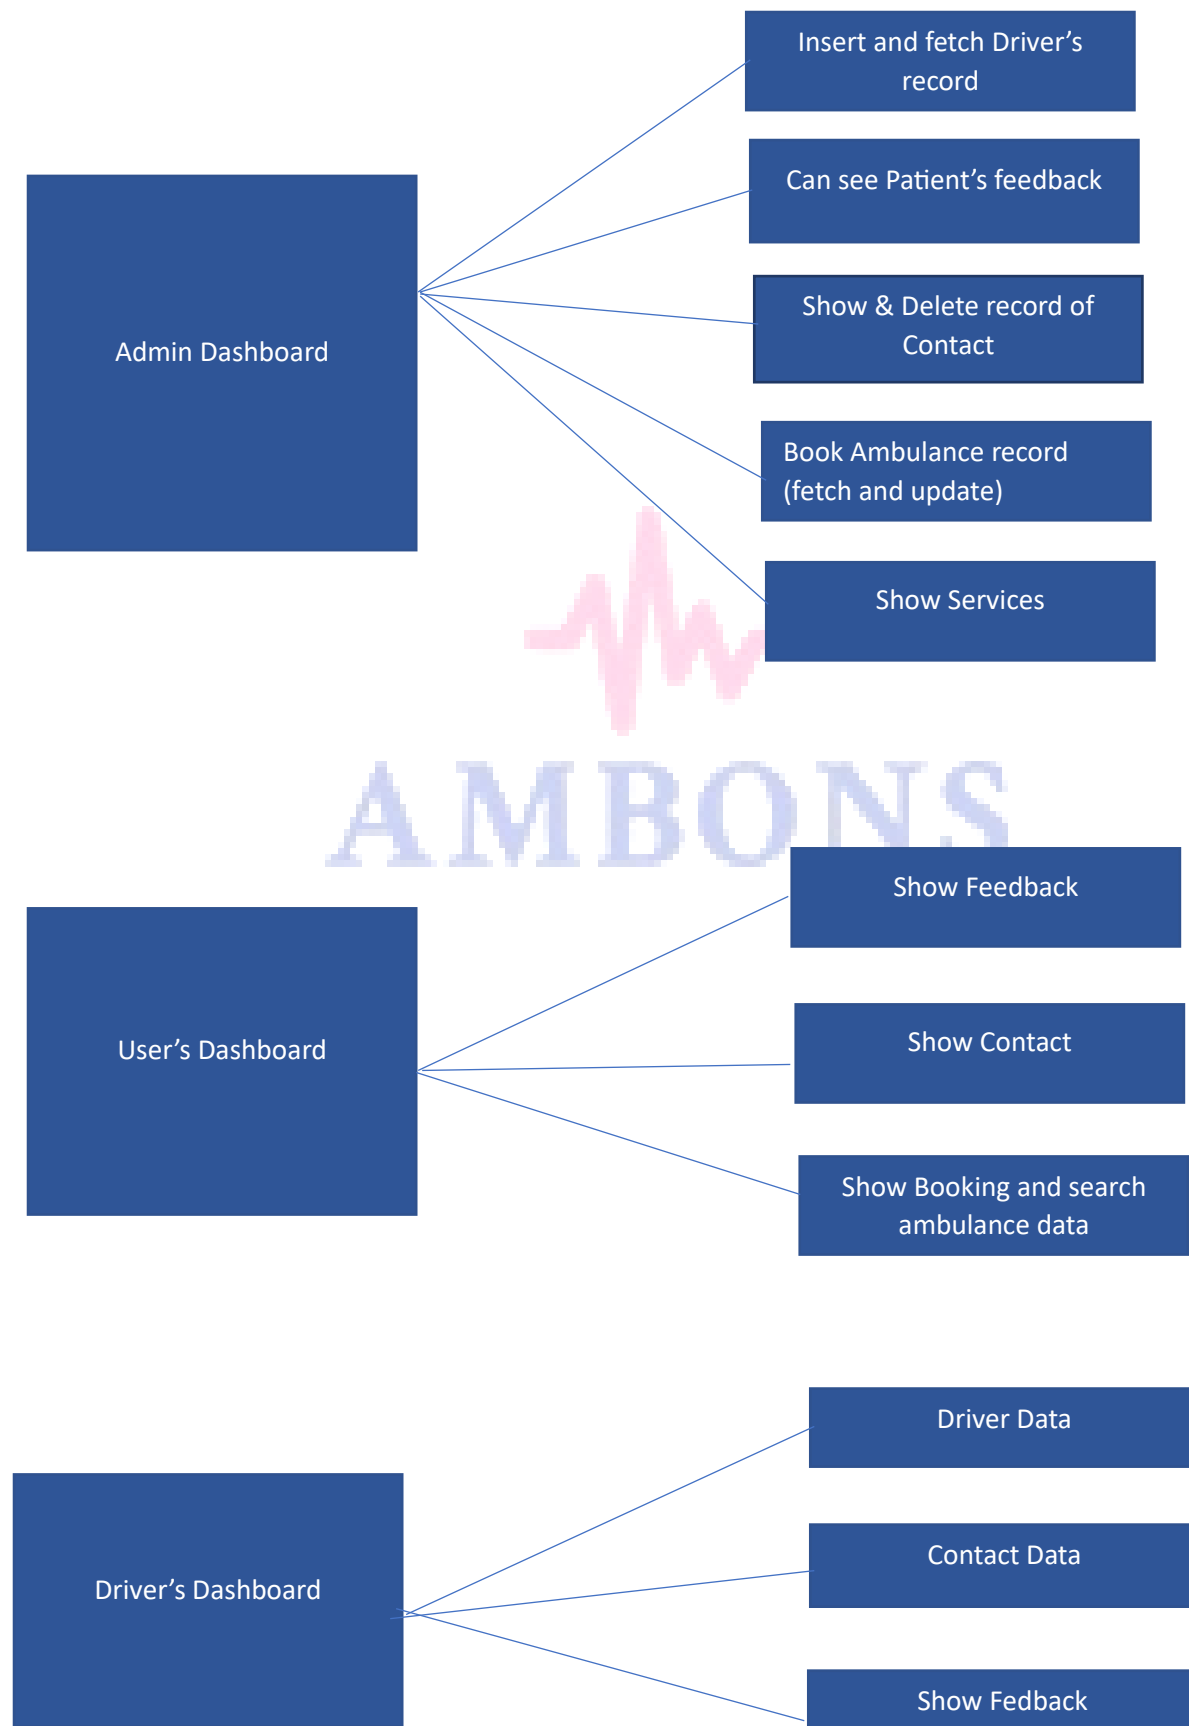 Insert and fetch Driver’s
record
Can see Patient’s feedback
Admin Dashboard
Show & Delete record of
Contact
Book Ambulance record
(fetch and update)
Show Services
AMBONS
Show Feedback
User’s Dashboard
Show Contact
Show Booking and search
ambulance data
Driver Data
Contact Data
Driver’s Dashboard
Show Fedback